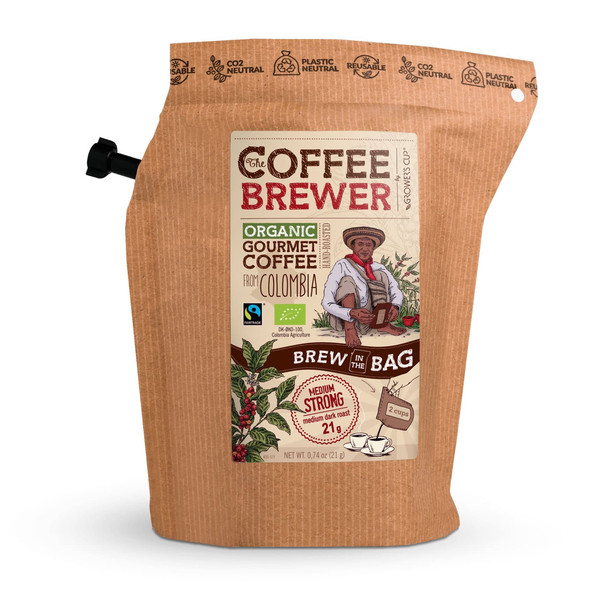 REUSABLE
CO2
NEUTRAL
PLASTIC
NEUTRAL
REUSABLE
CO2
NEUTRAL
PLASTIC
NEUTRAL
REUSABLE
The COFFEE
BREWER
by GROWER'S CUP
ORGANIC
GOURMET
COFFEE
HAND-ROASTED
FROM COLOMBIA
FAIRTRADE
DK-ØKO-100,
Colombia Agriculture
BREW IN THE BAG
MEDIUM
STRONG
medium dark roast
21g
2 cups
NET WT. 0,74 oz (21 g)